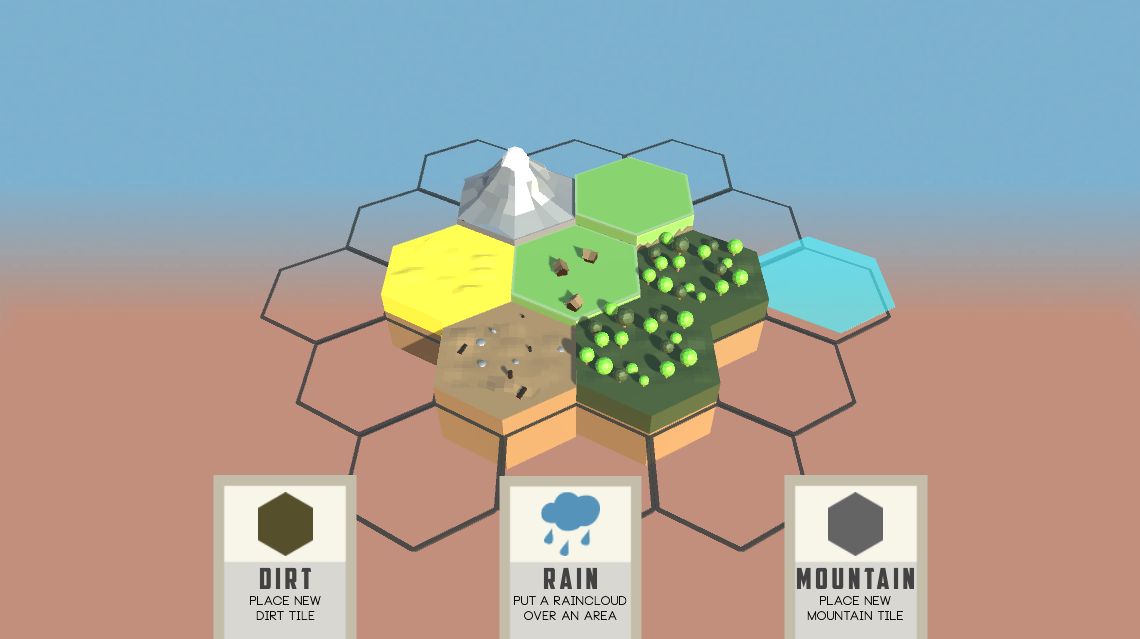 DIRT
PLACE NEW
DIRT TILE
RAIN
PUT A RAINCLOUD
OVER AN AREA
MOUNTAIN
PLACE NEW
MOUNTAIN TILE